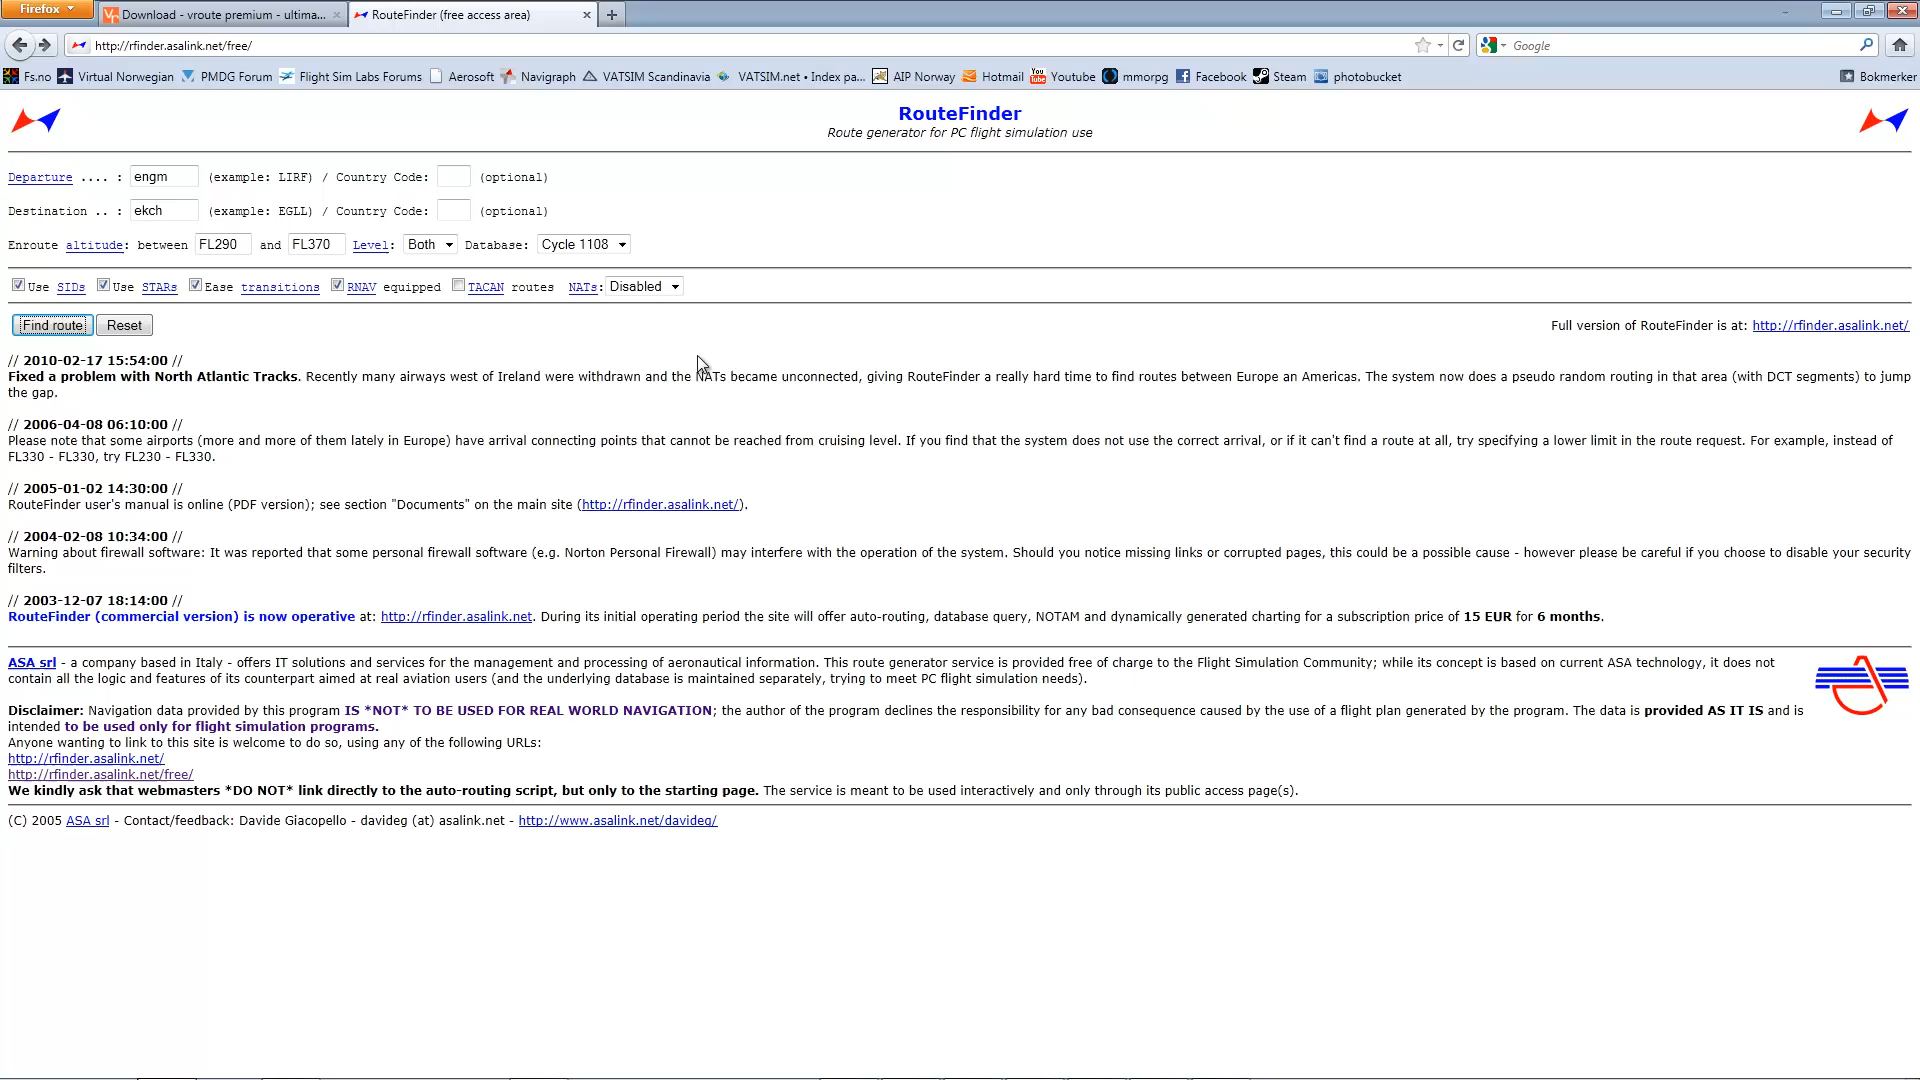 Firefox
Download - vroute premium - ultima...
RouteFinder (free access area)
http://rfinder.asalink.net/free/
Google
Fs.no Virtual Norwegian PMDG Forum Flight Sim Labs Forums Aerosoft Navigraph VATSIM Scandinavia VATSIM.net • Index pa... AIP Norway Hotmail Youtube mmorpg Facebook Steam photobucket Bokmerker
RouteFinder
Route generator for PC flight simulation use
Departure .... : engm (example: LIRF) / Country Code: (optional)
Destination .. : ekch (example: EGLL) / Country Code: (optional)
Enroute altitude: between FL290 and FL370 Level: Both Database: Cycle 1108
Use SIDs Use STARs Ease transitions RNAV equipped TACAN routes NATs: Disabled
Find route Reset Full version of RouteFinder is at: http://rfinder.asalink.net/
// 2010-02-17 15:54:00 //
Fixed a problem with North Atlantic Tracks. Recently many airways west of Ireland were withdrawn and the NATs became unconnected, giving RouteFinder a really hard time to find routes between Europe an Americas. The system now does a pseudo random routing in that area (with DCT segments) to jump
the gap.
// 2006-04-08 06:10:00 //
Please note that some airports (more and more of them lately in Europe) have arrival connecting points that cannot be reached from cruising level. If you find that the system does not use the correct arrival, or if it can't find a route at all, try specifying a lower limit in the route request. For example, instead of
FL330 - FL330, try FL230 - FL330.
// 2005-01-02 14:30:00 //
RouteFinder user's manual is online (PDF version); see section "Documents" on the main site (http://rfinder.asalink.net/).
// 2004-02-08 10:34:00 //
Warning about firewall software: It was reported that some personal firewall software (e.g. Norton Personal Firewall) may interfere with the operation of the system. Should you notice missing links or corrupted pages, this could be a possible cause - however please be careful if you choose to disable your security
filters.
// 2003-12-07 18:14:00 //
RouteFinder (commercial version) is now operative at: http://rfinder.asalink.net. During its initial operating period the site will offer auto-routing, database query, NOTAM and dynamically generated charting for a subscription price of 15 EUR for 6 months.
ASA srl - a company based in Italy - offers IT solutions and services for the management and processing of aeronautical information. This route generator service is provided free of charge to the Flight Simulation Community; while its concept is based on current ASA technology, it does not
contain all the logic and features of its counterpart aimed at real aviation users (and the underlying database is maintained separately, trying to meet PC flight simulation needs).
Disclaimer: Navigation data provided by this program IS *NOT* TO BE USED FOR REAL WORLD NAVIGATION; the author of the program declines the responsibility for any bad consequence caused by the use of a flight plan generated by the program. The data is provided AS IT IS and is
intended to be used only for flight simulation programs.
Anyone wanting to link to this site is welcome to do so, using any of the following URLs:
http://rfinder.asalink.net/
http://rfinder.asalink.net/free/
We kindly ask that webmasters *DO NOT* link directly to the auto-routing script, but only to the starting page. The service is meant to be used interactively and only through its public access page(s).
(C) 2005 ASA srl - Contact/feedback: Davide Giacopello - davideg (at) asalink.net - http://www.asalink.net/davideg/